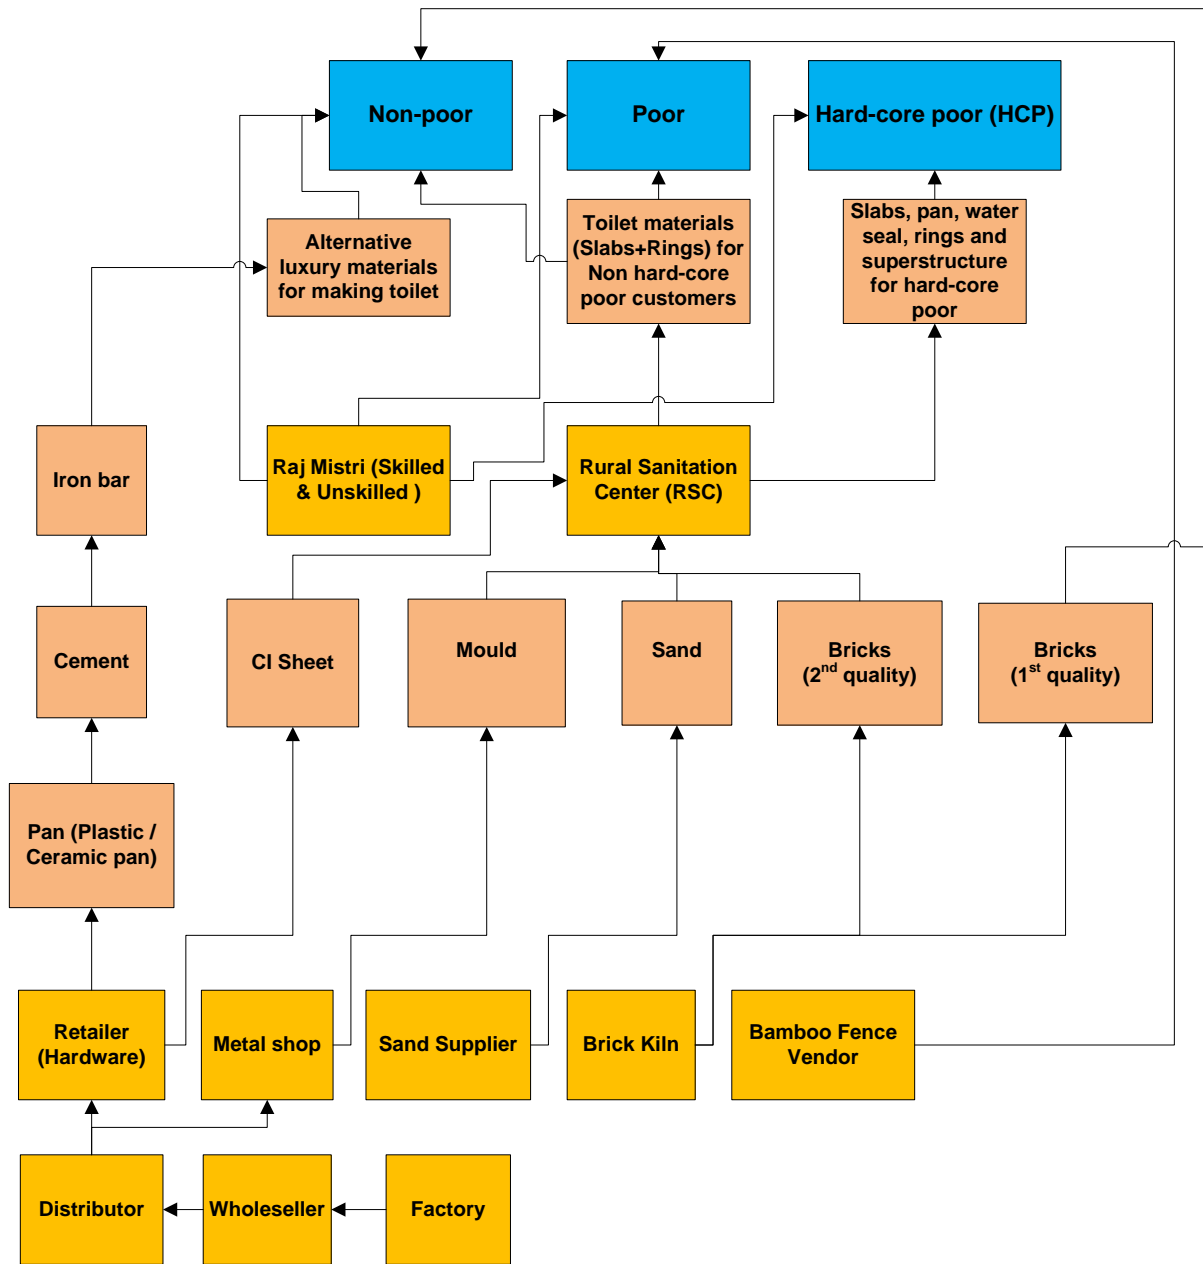 Non-poor
Poor
Hard-core poor (HCP)
Alternative
luxury materials
for making toilet
Toilet materials
(Slabs+Rings) for
Non hard-core
poor customers
Slabs, pan, water
seal, rings and
superstructure
for hard-core
poor
Iron bar
Raj Mistri (Skilled
& Unskilled )
Rural Sanitation
Center (RSC)
Cement
CI Sheet
Mould
Sand
Bricks
(2nd quality)
Bricks
(1st quality)
Pan (Plastic /
Ceramic pan)
Retailer
(Hardware)
Metal shop
Sand Supplier
Brick Kiln
Bamboo Fence
Vendor
Distributor
Wholeseller
Factory